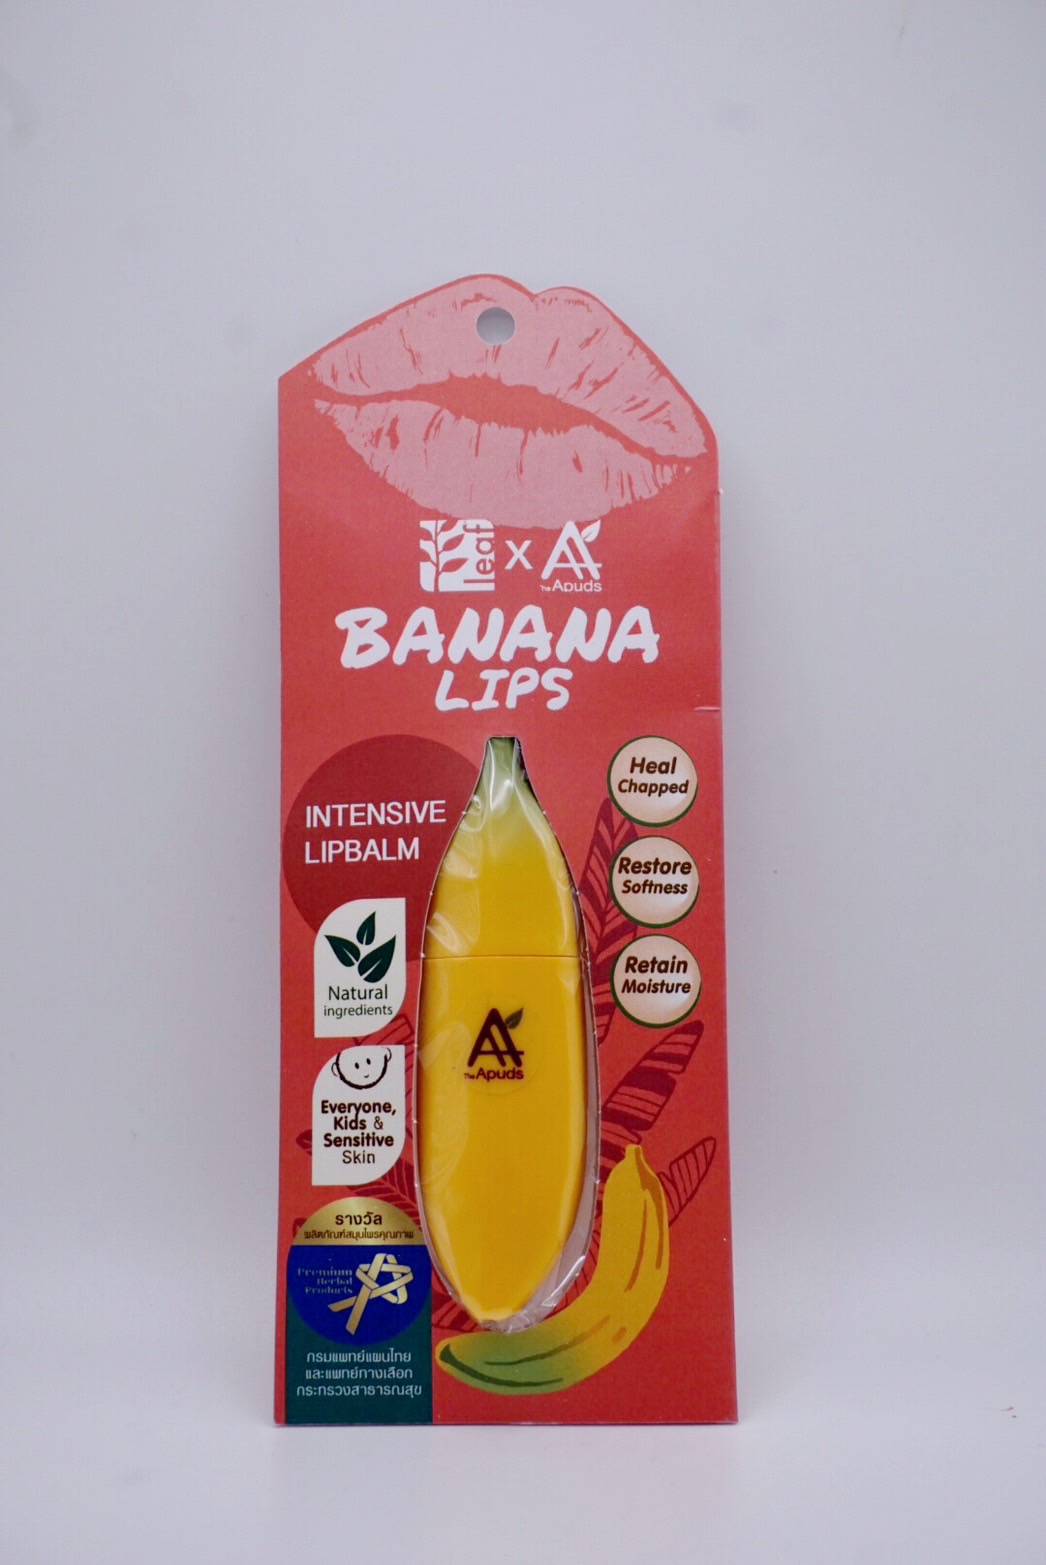 leaf X The Apuds
BANANA
LIPS
INTENSIVE
LIPBALM
Heal
Chapped
Restore
Softness
Retain
Moisture
Natural
ingredients
The Apuds
Everyone,
Kids &
Sensitive
Skin
รางวัล
ผลิตภัณฑ์สมุนไพรคุณภาพ
Premium
Herbal
Products
กรมแพทย์แผนไทย
และแพทย์ทางเลือก
กระทรวงสาธารณสุข